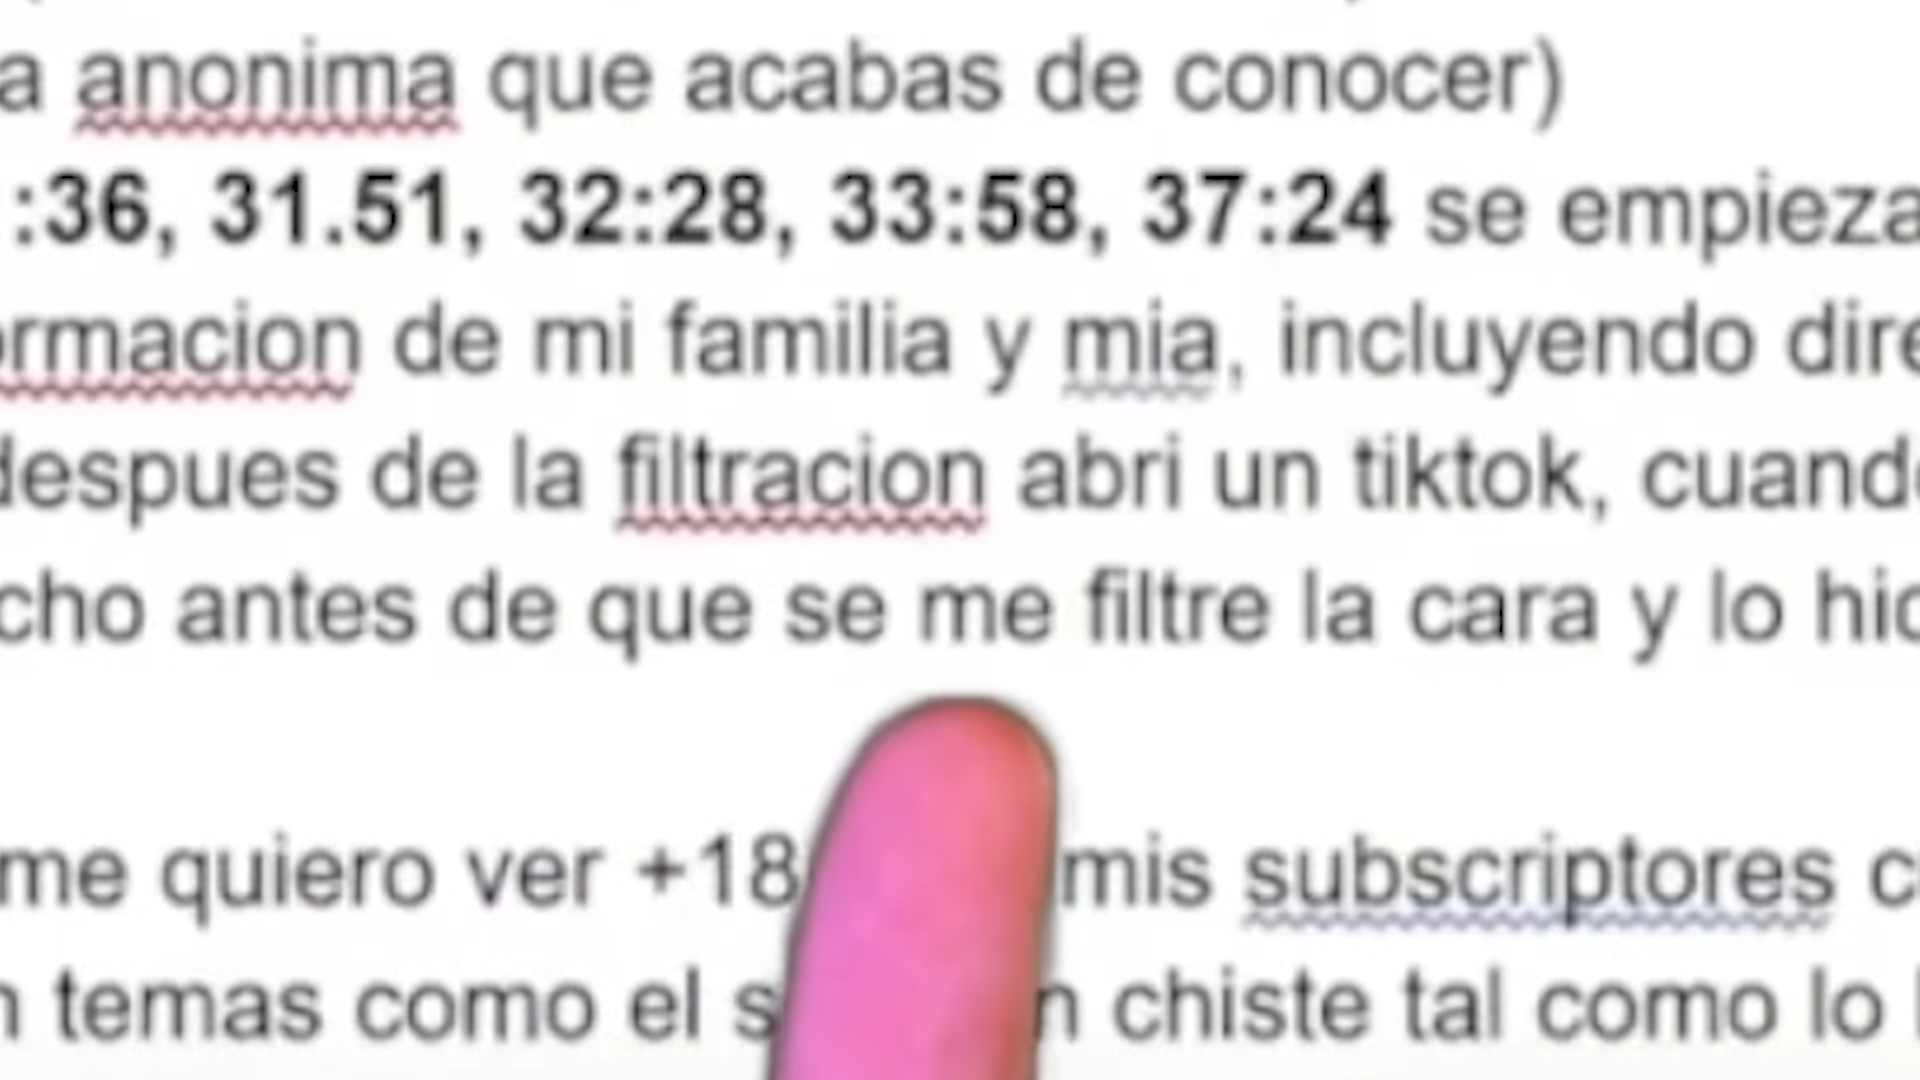 a anonima que acabas de conocer)
:36, 31.51, 32:28, 33:58, 37:24 se empieza
ormacion de mi familia y mia, incluyendo dire
despues de la filtracion abri un tiktok, cuand
cho antes de que se me filtre la cara y lo hic
me quiero ver +18 mis subscriptores c
n temas como el s n chiste tal como lo